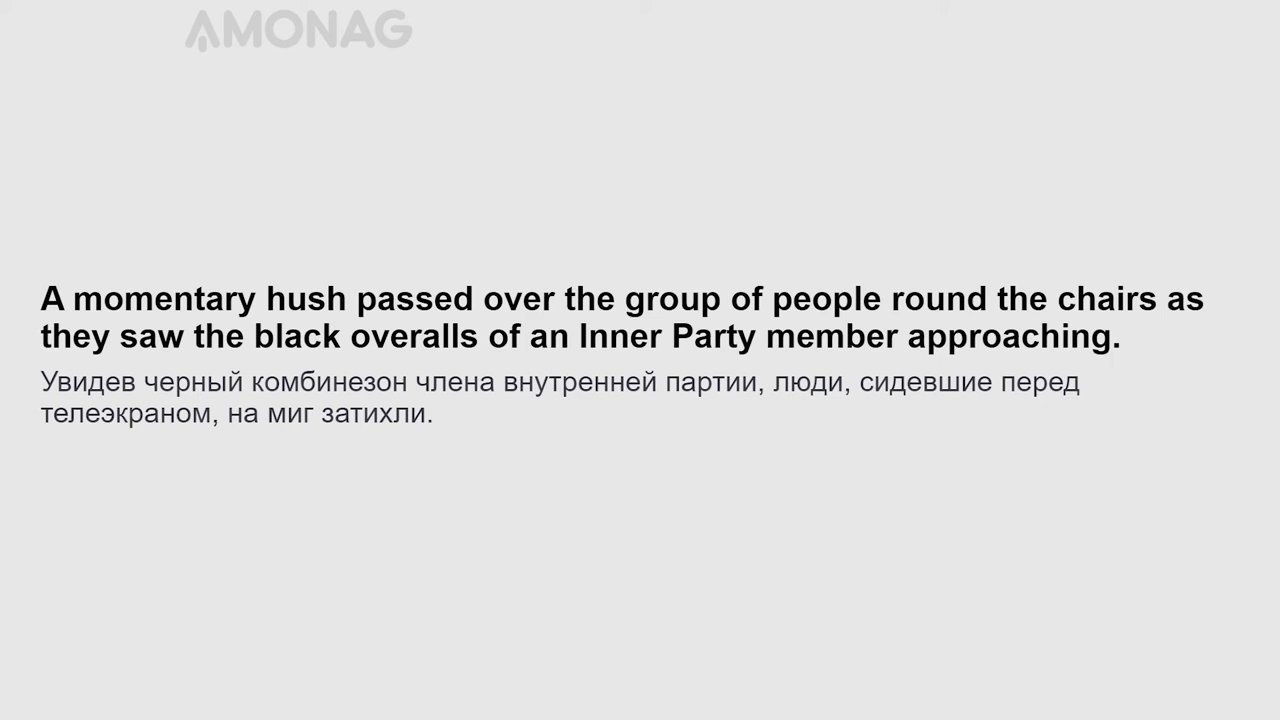 AMONAG
A momentary hush passed over the group of people round the chairs as
they saw the black overalls of an Inner Party member approaching.
Увидев черный комбинезон члена внутренней партии, люди, сидевшие перед
телеэкраном, на миг затихли.